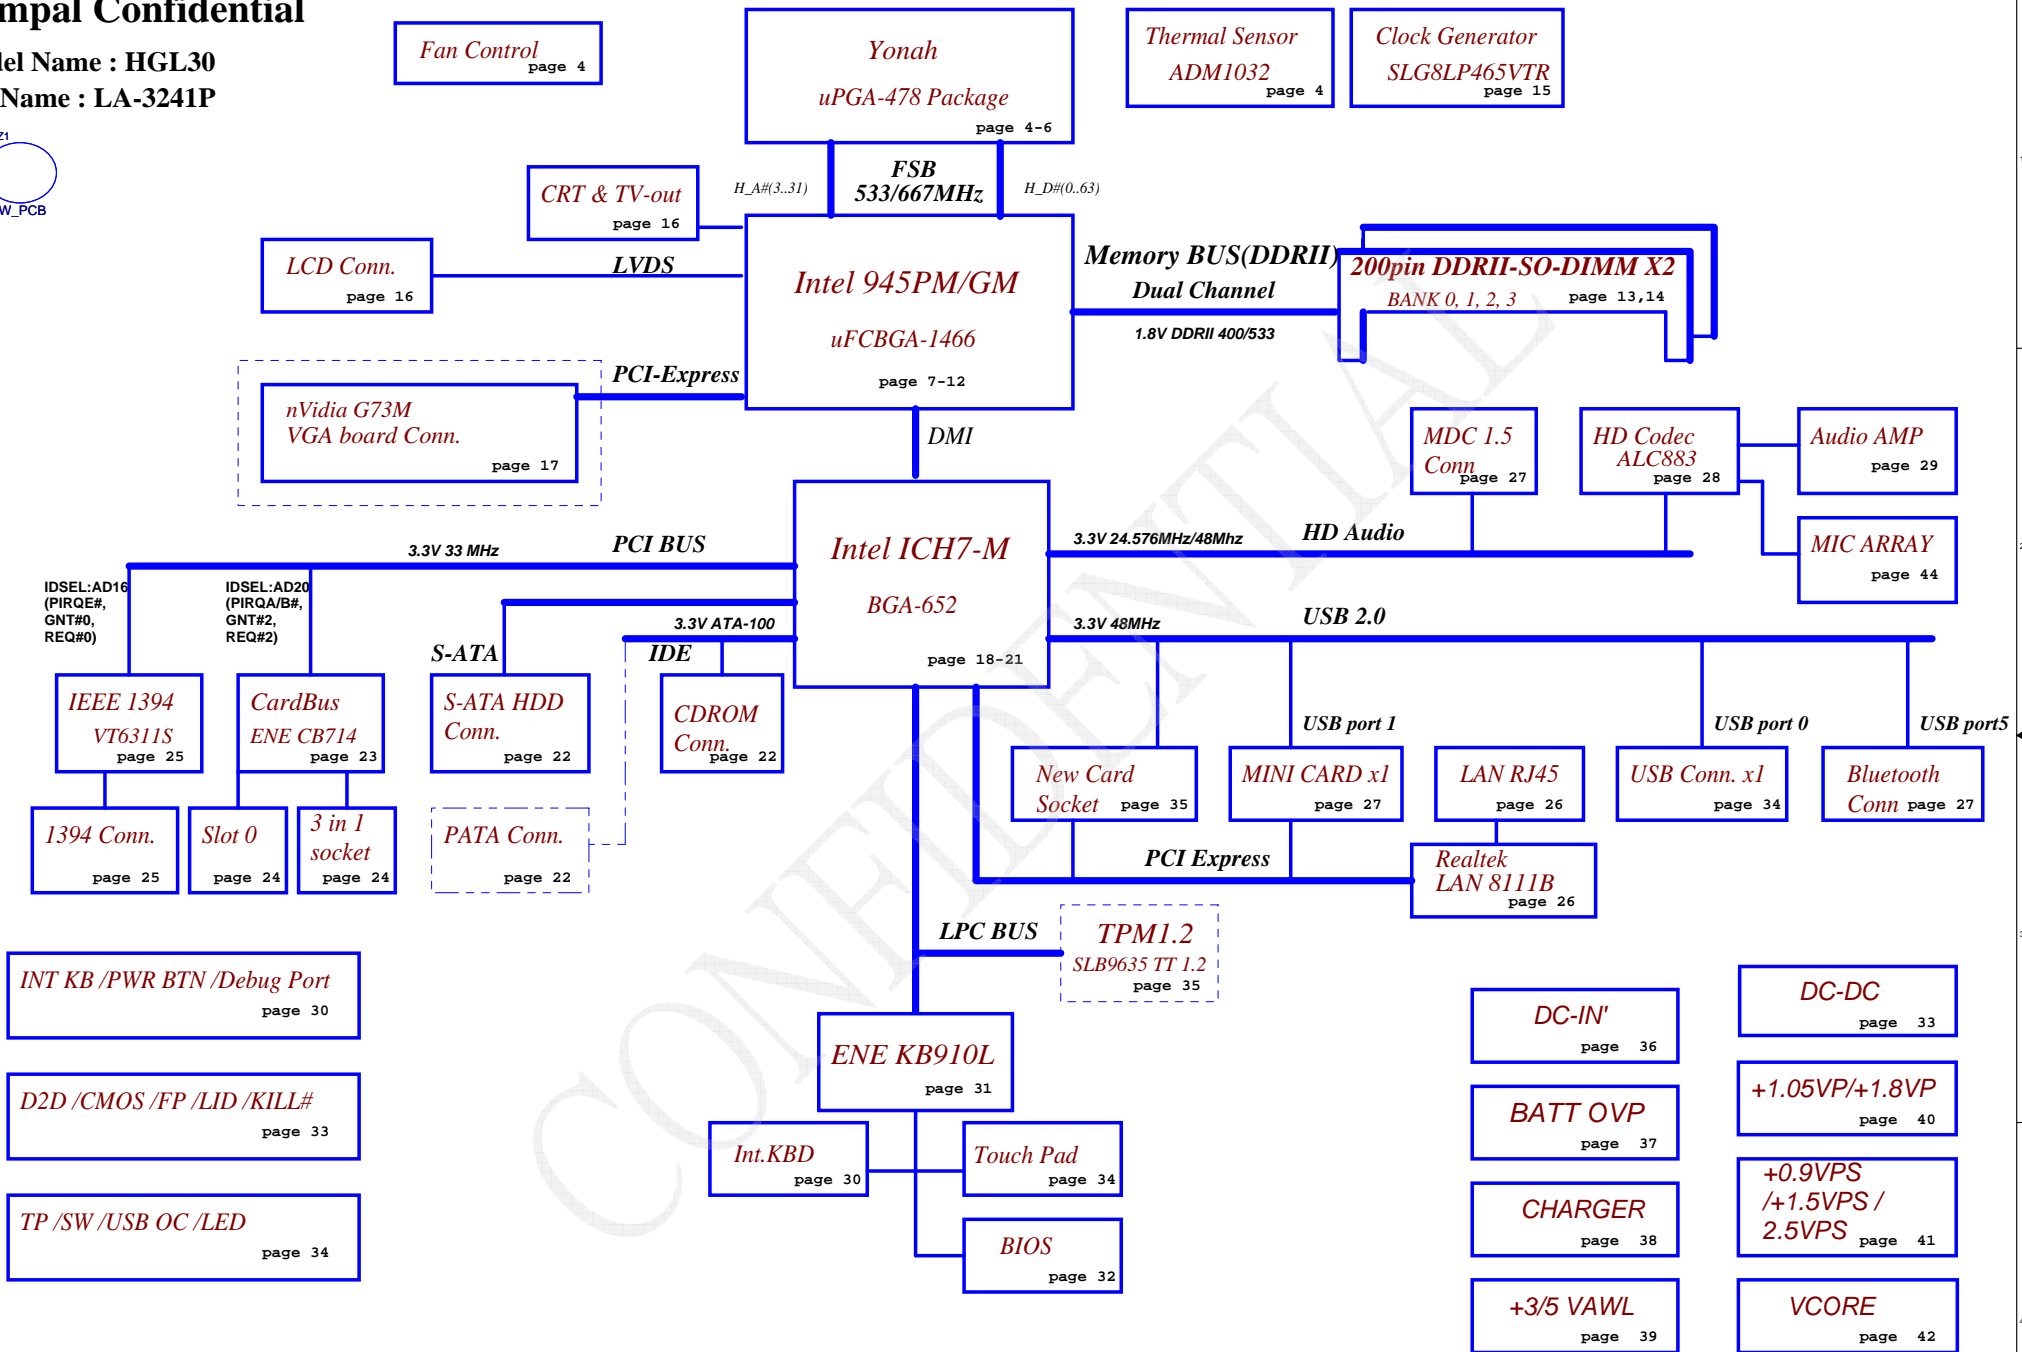 mpal Confidential
del Name : HGL30
Name : LA-3241P
Z1
W_PCB
Fan Control
page 4
Yonah
uPGA-478 Package
page 4-6
Thermal Sensor
ADM1032
page 4
Clock Generator
SLG8LP465VTR
page 15
H_A#(3..31)
FSB
533/667MHz
H_D#(0..63)
CRT & TV-out
page 16
LCD Conn.
page 16
LVDS
Intel 945PM/GM
uFCBGA-1466
page 7-12
Memory BUS(DDRII)
Dual Channel
1.8V DDRII 400/533
200pin DDRII-SO-DIMM X2
BANK 0, 1, 2, 3
page 13,14
PCI-Express
nVidia G73M
VGA board Conn.
page 17
DMI
MDC 1.5
Conn
page 27
HD Codec
ALC883
page 28
Audio AMP
page 29
MIC ARRAY
page 44
3.3V 33 MHz
PCI BUS
Intel ICH7-M
BGA-652
page 18-21
3.3V 24.576MHz/48Mhz
HD Audio
IDSEL:AD16
(PIRQE#,
GNT#0,
REQ#0)
IDSEL:AD20
(PIRQA/B#,
GNT#2,
REQ#2)
3.3V ATA-100
S-ATA
IDE
3.3V 48MHz
USB 2.0
IEEE 1394
VT6311S
page 25
CardBus
ENE CB714
page 23
S-ATA HDD
Conn.
page 22
CDROM
Conn.
page 22
USB port 1
USB port 0
USB port5
New Card
Socket
page 35
MINI CARD x1
page 27
LAN RJ45
page 26
USB Conn. x1
page 34
Bluetooth
Conn
page 27
1394 Conn.
page 25
Slot 0
page 24
3 in 1
socket
page 24
PATA Conn.
page 22
PCI Express
Realtek
LAN 8111B
page 26
LPC BUS
TPM1.2
SLB9635 TT 1.2
page 35
INT KB /PWR BTN /Debug Port
page 30
D2D /CMOS /FP /LID /KILL#
page 33
TP /SW /USB OC /LED
page 34
ENE KB910L
page 31
Int.KBD
page 30
Touch Pad
page 34
BIOS
page 32
DC-IN'
page 36
DC-DC
page 33
BATT OVP
page 37
+1.05VP/+1.8VP
page 40
CHARGER
page 38
+0.9VPS
/+1.5VPS /
2.5VPS
page 41
+3/5 VAWL
page 39
VCORE
page 42
CONFIDENTIAL